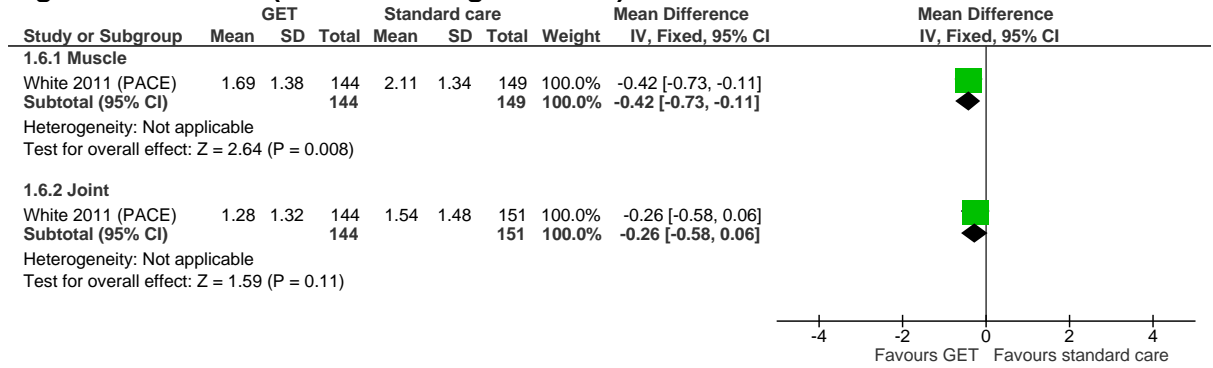 GET Standard care Mean Difference Mean Difference
Study or Subgroup Mean SD Total Mean SD Total Weight IV, Fixed, 95% CI IV, Fixed, 95% CI
1.6.1 Muscle
White 2011 (PACE) 1.69 1.38 144 2.11 1.34 149 100.0% -0.42 [-0.73, -0.11]
Subtotal (95% CI) 144 149 100.0% -0.42 [-0.73, -0.11]
Heterogeneity: Not applicable
Test for overall effect: Z = 2.64 (P = 0.008)
1.6.2 Joint
White 2011 (PACE) 1.28 1.32 144 1.54 1.48 151 100.0% -0.26 [-0.58, 0.06]
Subtotal (95% CI) 144 151 100.0% -0.26 [-0.58, 0.06]
Heterogeneity: Not applicable
Test for overall effect: Z = 1.59 (P = 0.11)
-4 -2 0 2 4
Favours GET Favours standard care